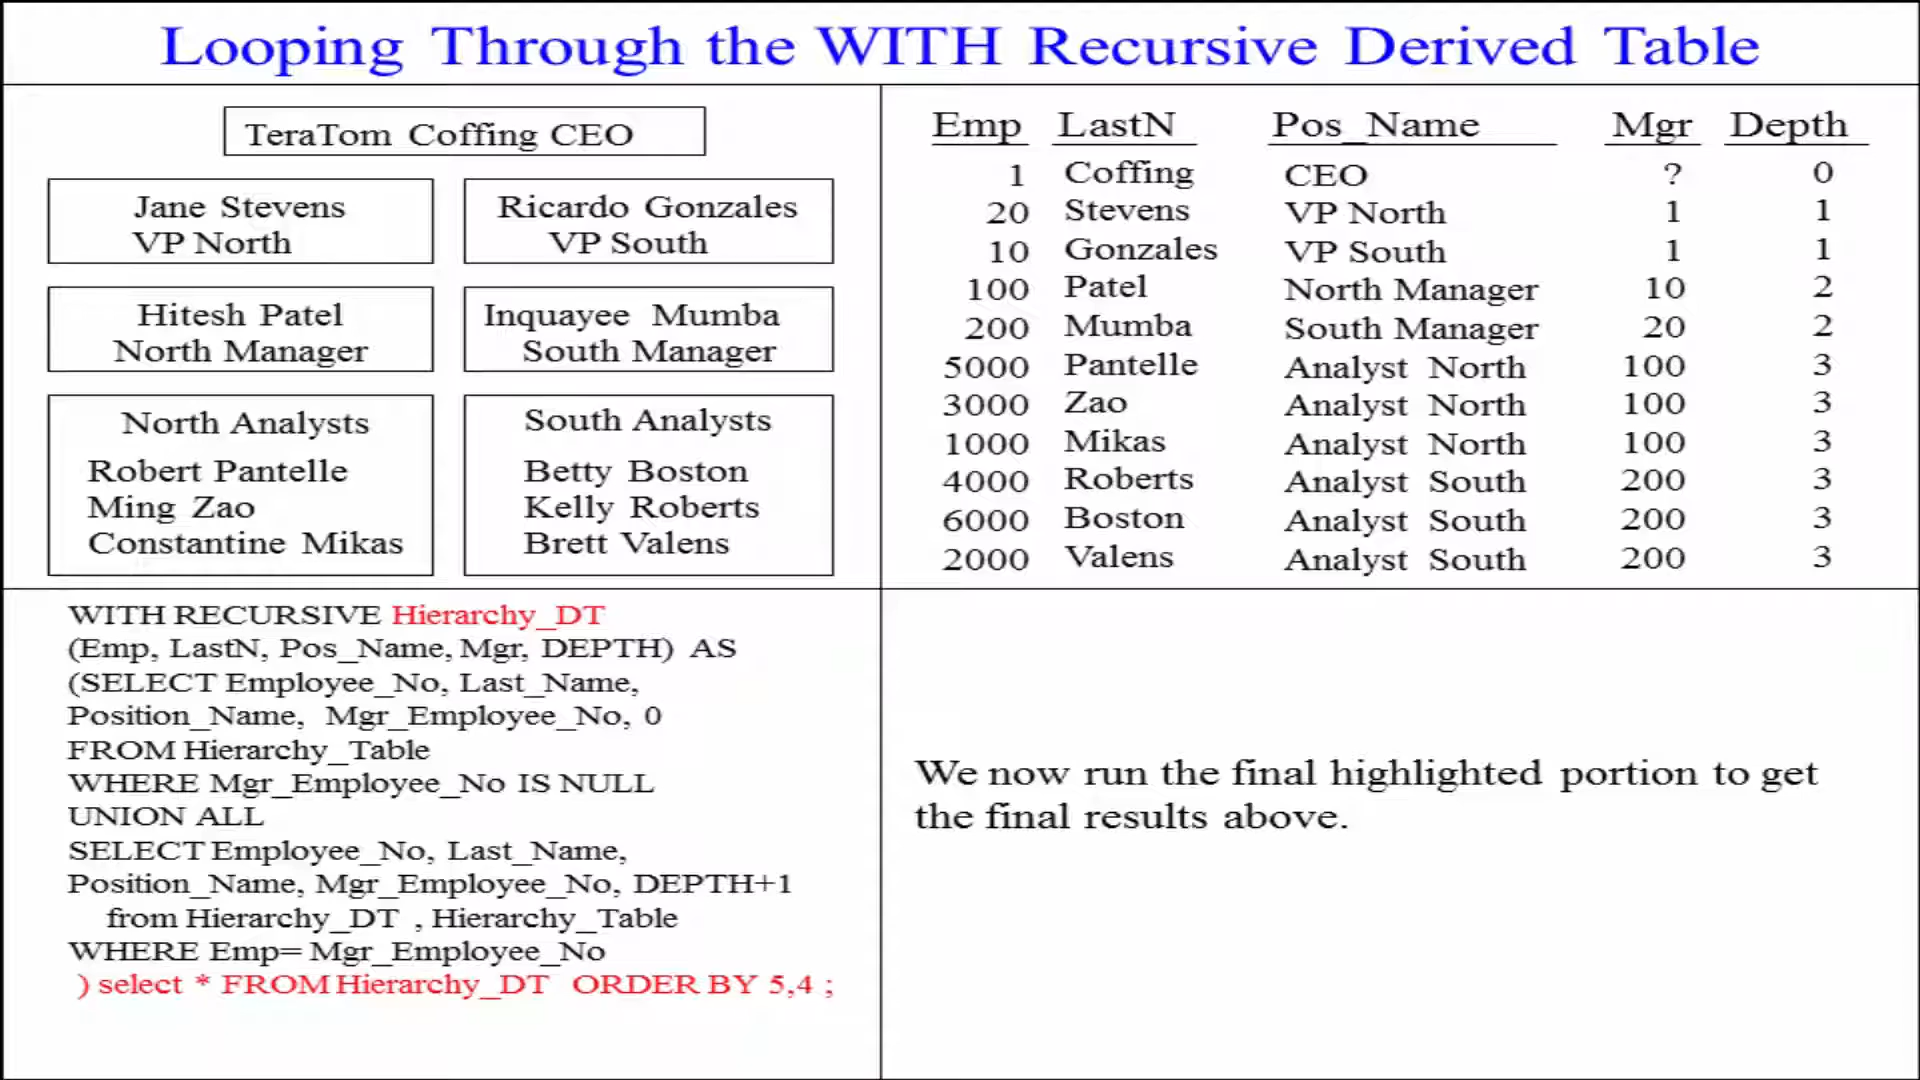 Looping Through the WITH Recursive Derived Table
TeraTom Coffing CEO
Jane Stevens
VP North
Ricardo Gonzales
VP South
Hitesh Patel
North Manager
Inquayee Mumba
South Manager
North Analysts
Robert Pantelle
Ming Zao
Constantine Mikas
South Analysts
Betty Boston
Kelly Roberts
Brett Valens
Emp LastN Pos_Name Mgr Depth
1 Coffing CEO ? 0
20 Stevens VP North 1 1
10 Gonzales VP South 1 1
100 Patel North Manager 10 2
200 Mumba South Manager 20 2
5000 Pantelle Analyst North 100 3
3000 Zao Analyst North 100 3
1000 Mikas Analyst North 100 3
4000 Roberts Analyst South 200 3
6000 Boston Analyst South 200 3
2000 Valens Analyst South 200 3
WITH RECURSIVE Hierarchy_DT
(Emp, LastN, Pos_Name, Mgr, DEPTH) AS
(SELECT Employee_No, Last_Name,
Position_Name, Mgr_Employee_No, 0
FROM Hierarchy_Table
WHERE Mgr_Employee_No IS NULL
UNION ALL
SELECT Employee_No, Last_Name,
Position_Name, Mgr_Employee_No, DEPTH+1
from Hierarchy_DT , Hierarchy_Table
WHERE Emp= Mgr_Employee_No
) select * FROM Hierarchy_DT ORDER BY 5,4 ;
We now run the final highlighted portion to get
the final results above.